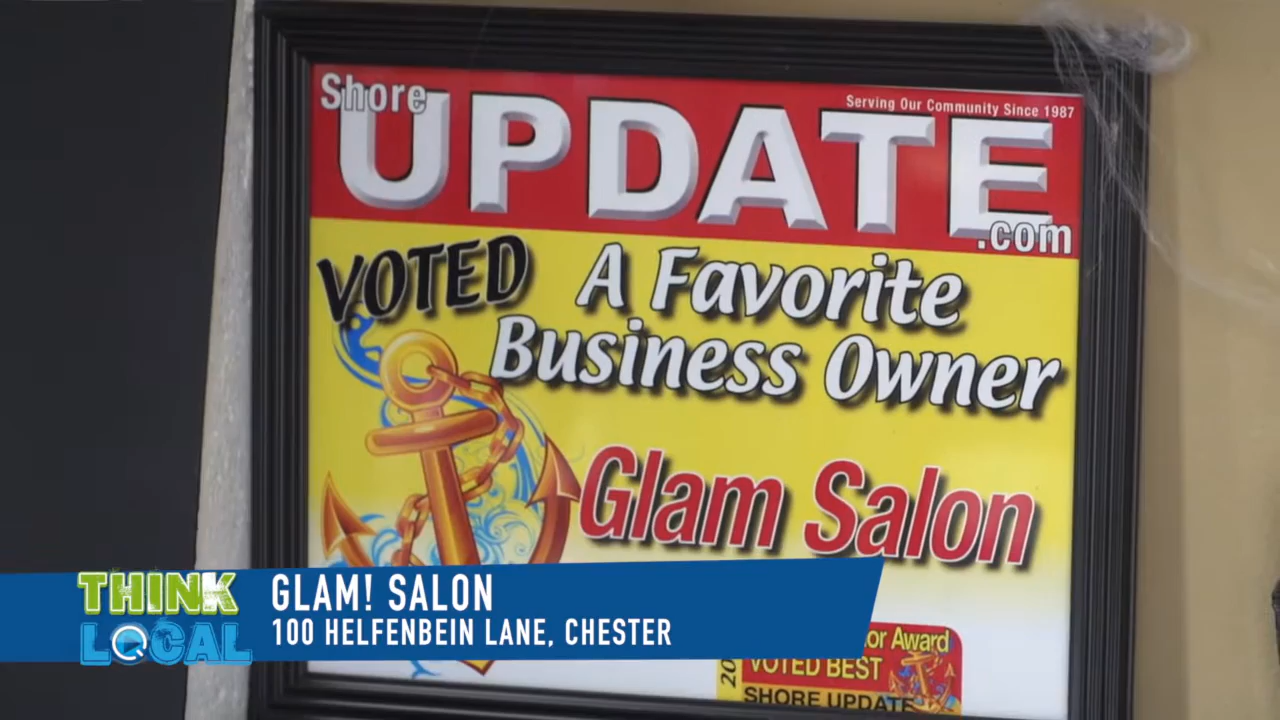 Shore
Serving Our Community Since 1987
UPDATE
.com
VOTED
A Favorite
Business Owner
Glam Salon
THINK
LOCAL
GLAM! SALON
100 HELFENBEIN LANE, CHESTER
Award
VOTED BEST
SHORE UPDATE